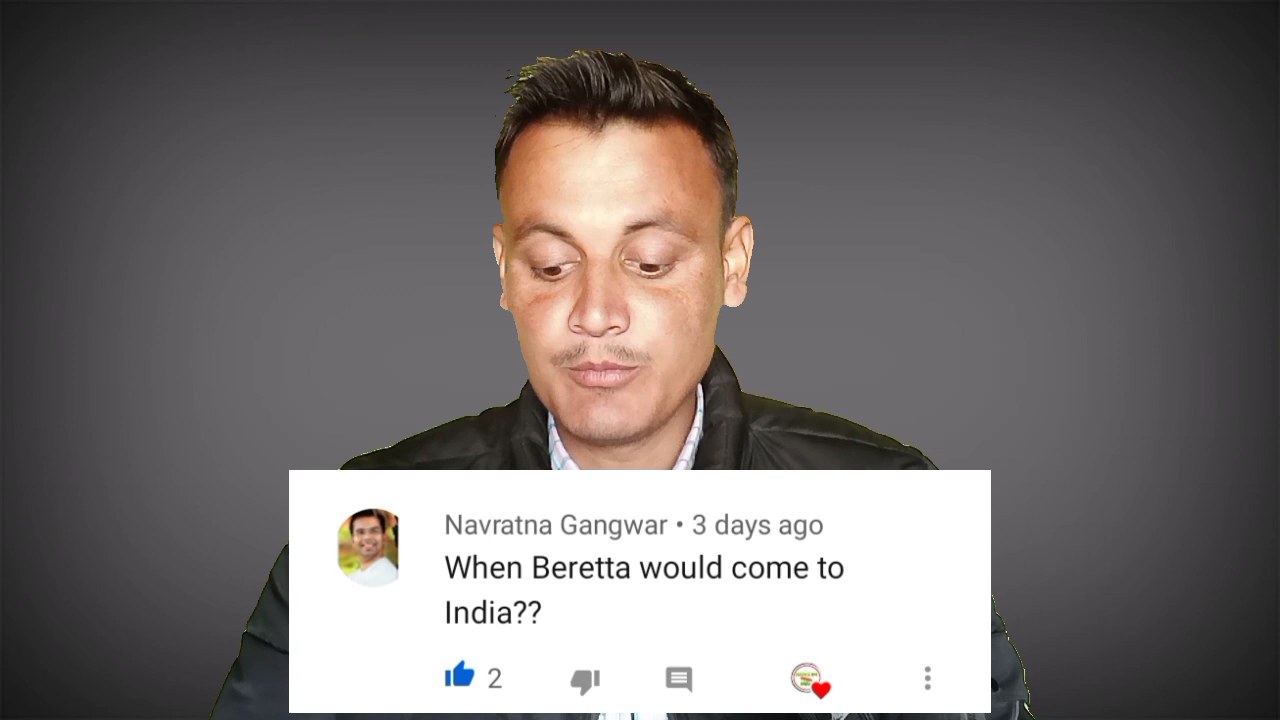 Navratna Gangwar • 3 days ago
When Beretta would come to
India??
2